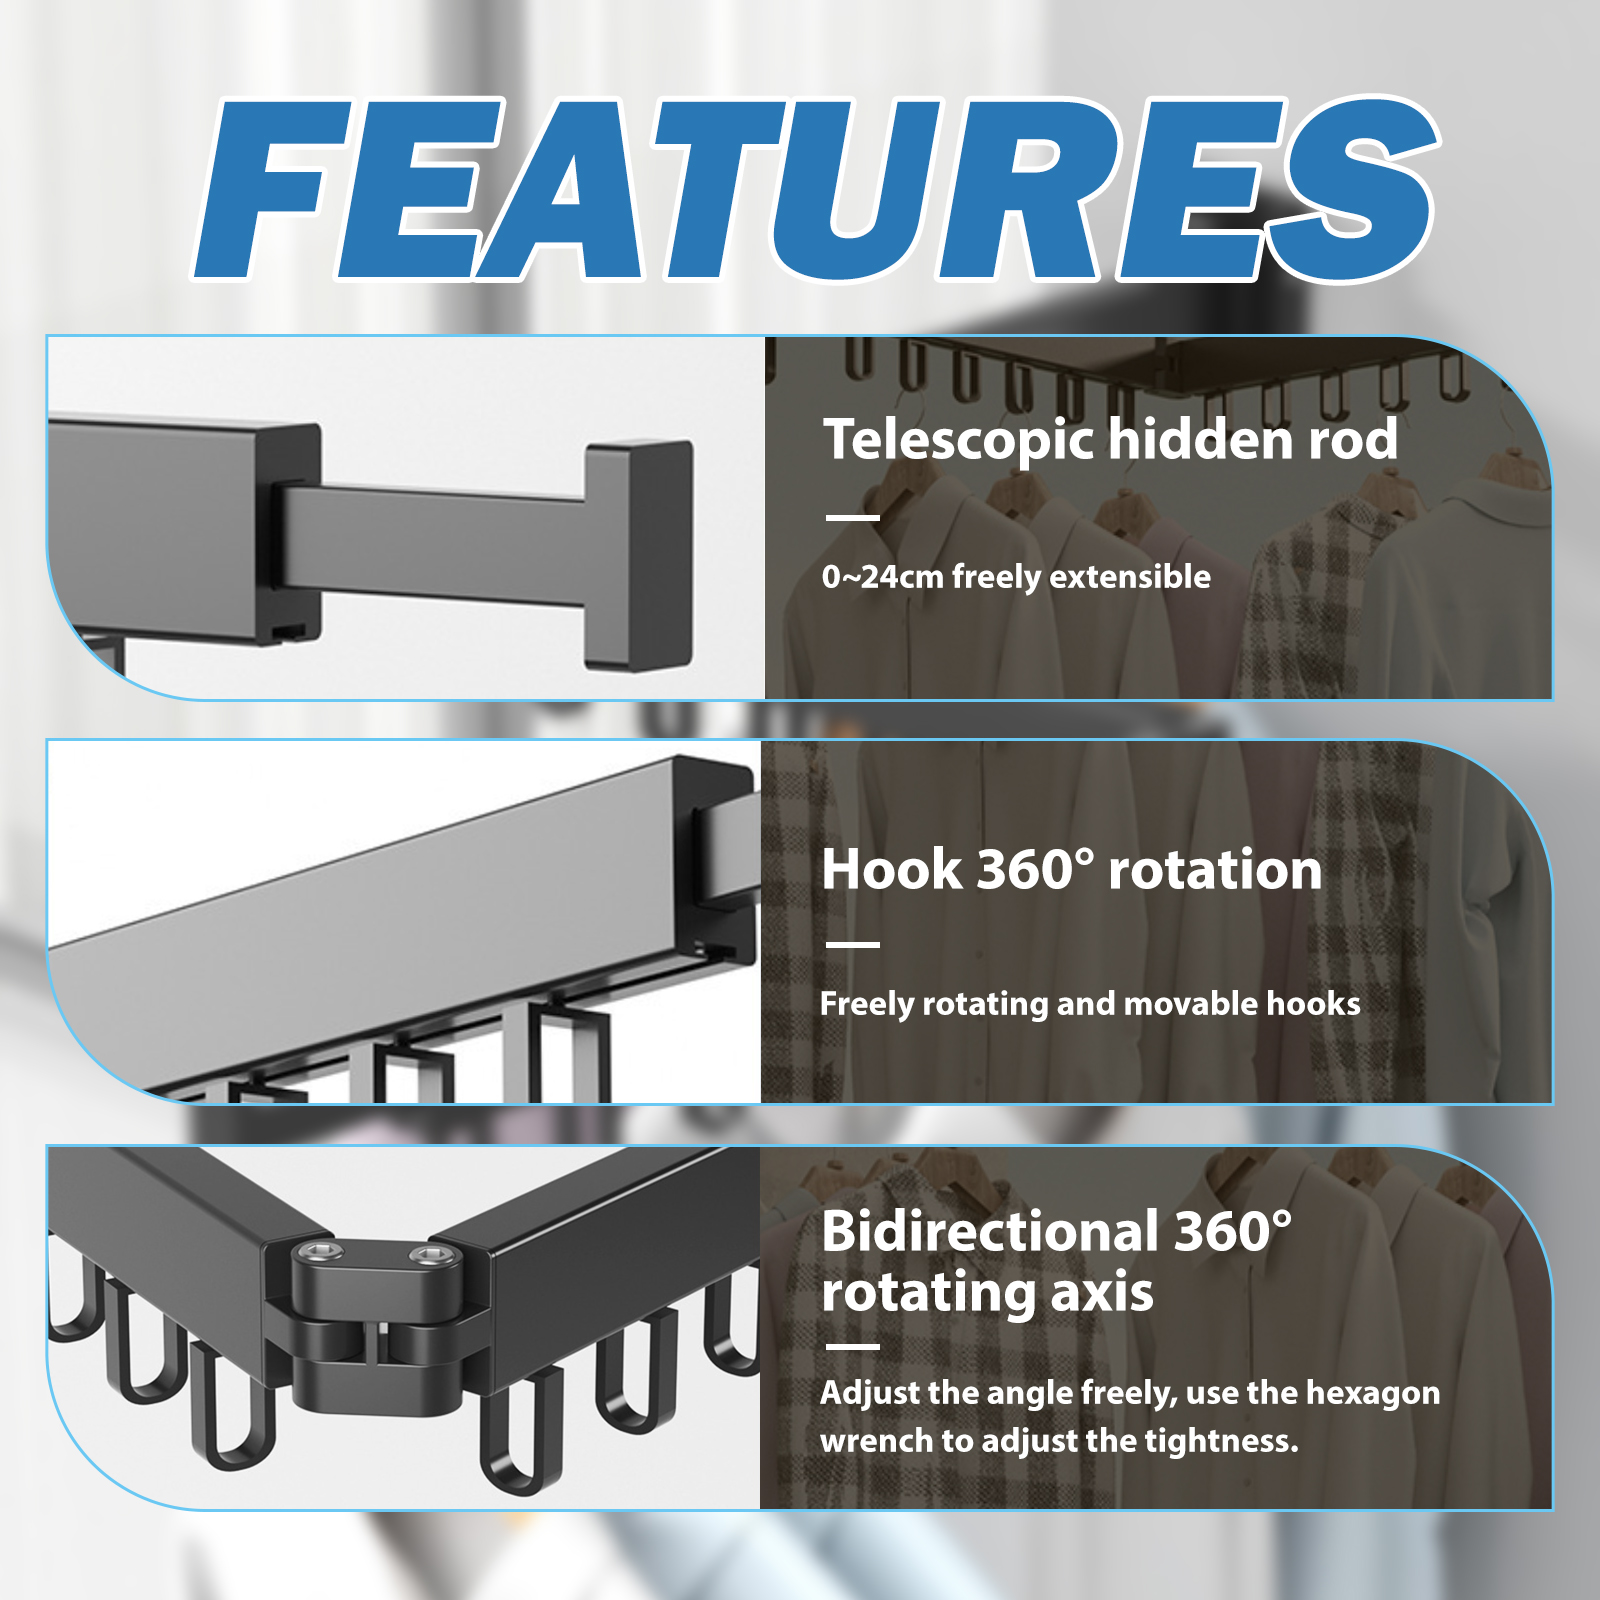 FEATURES
Telescopic hidden rod
0~24cm freely extensible
Hook 360° rotation
Freely rotating and movable hooks
Bidirectional 360°
rotating axis
Adjust the angle freely, use the hexagon
wrench to adjust the tightness.